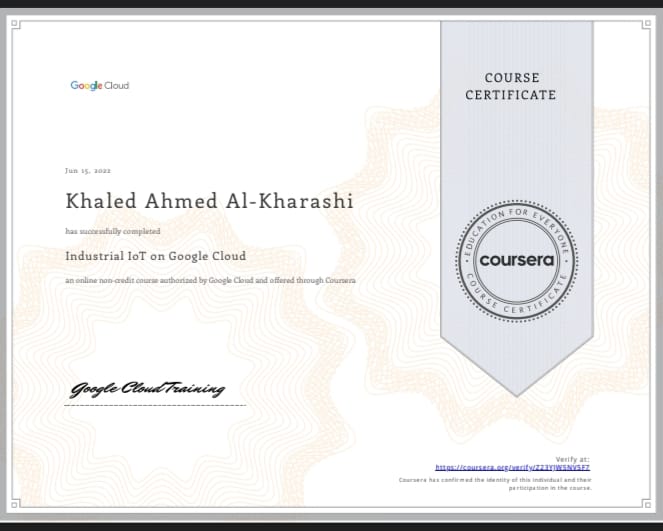 Google Cloud
COURSE
CERTIFICATE
Jun 15, 2022
Khaled Ahmed Al-Kharashi
has successfully completed
Industrial IoT on Google Cloud
an online non-credit course authorized by Google Cloud and offered through Coursera
EDUCATION FOR EVERYONE
coursera
COURSE CERTIFICATE
Google Cloud Training
Verify at:
https://coursera.org/verify/Z23YJW5NV5F7
Coursera has confirmed the identity of this individual and their
participation in the course.